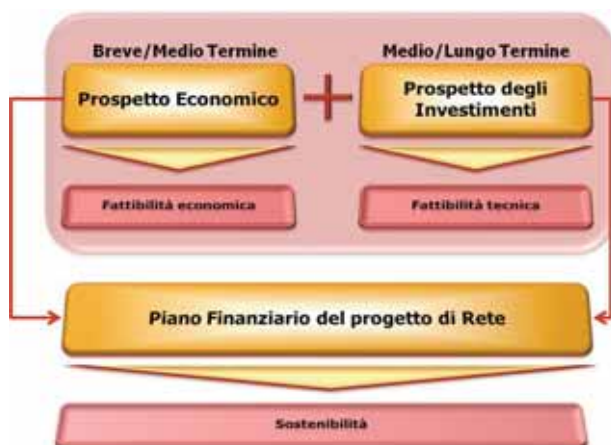 Breve/Medio Termine
Medio/Lungo Termine
Prospetto Economico
+
Prospetto degli
Investimenti
Fattibilità economica
Fattibilità tecnica
Piano Finanziario del progetto di Rete
Sostenibilità